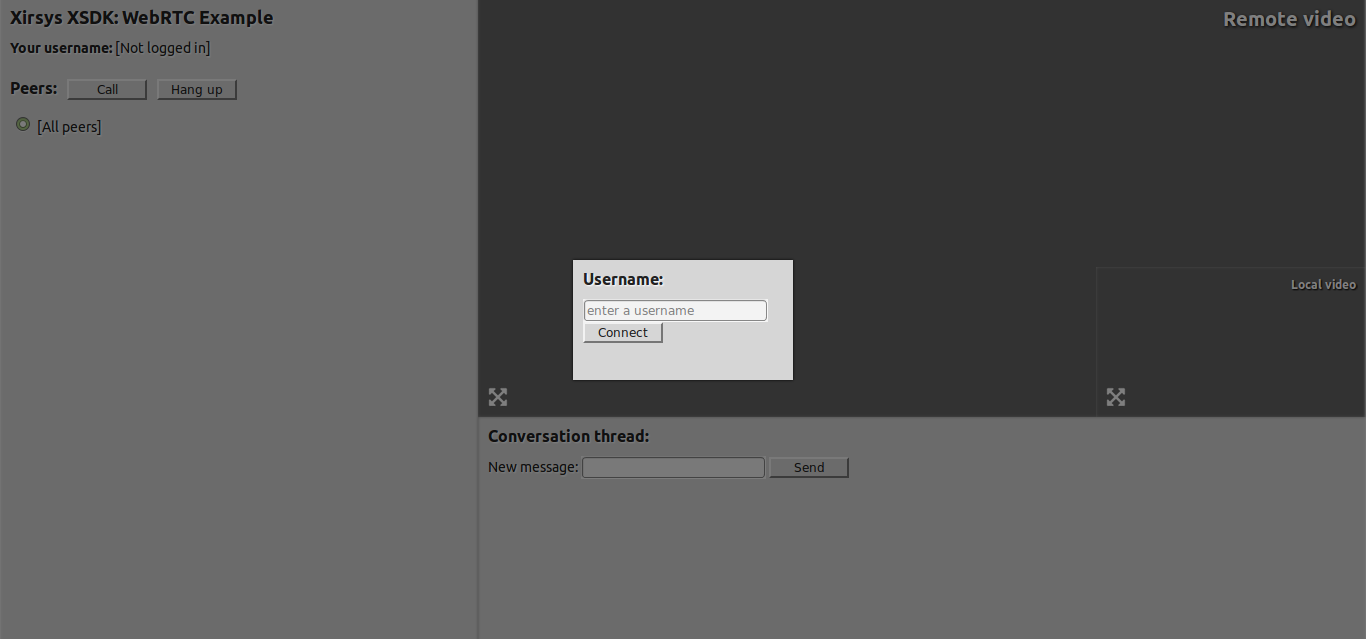 Xirsys XSDK: WebRTC Example
Your username: [Not logged in]
Peers: Call Hang up
[All peers]
Remote video
Username:
enter a username
Connect
Local video
Conversation thread:
New message: Send